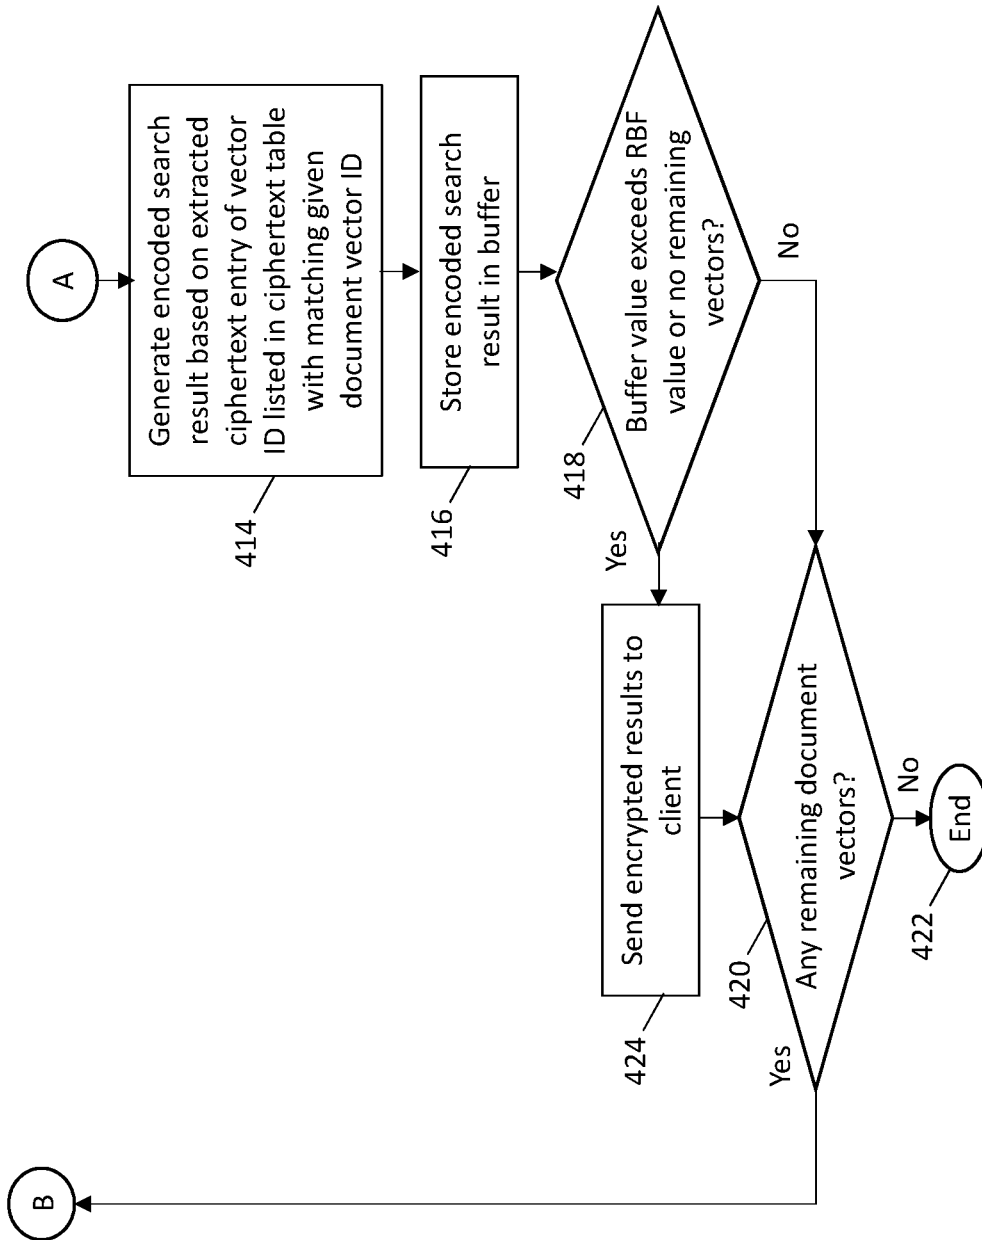 A
Generate encoded search
result based on extracted
ciphertext entry of vector
ID listed in ciphertext table
with matching given
document vector ID
414
Store encoded search
result in buffer
416
Buffer value exceeds RBF
value or no remaining
vectors?
418
Yes
No
Send encrypted results to
client
424
Any remaining document
vectors?
420
Yes
No
End
422
B